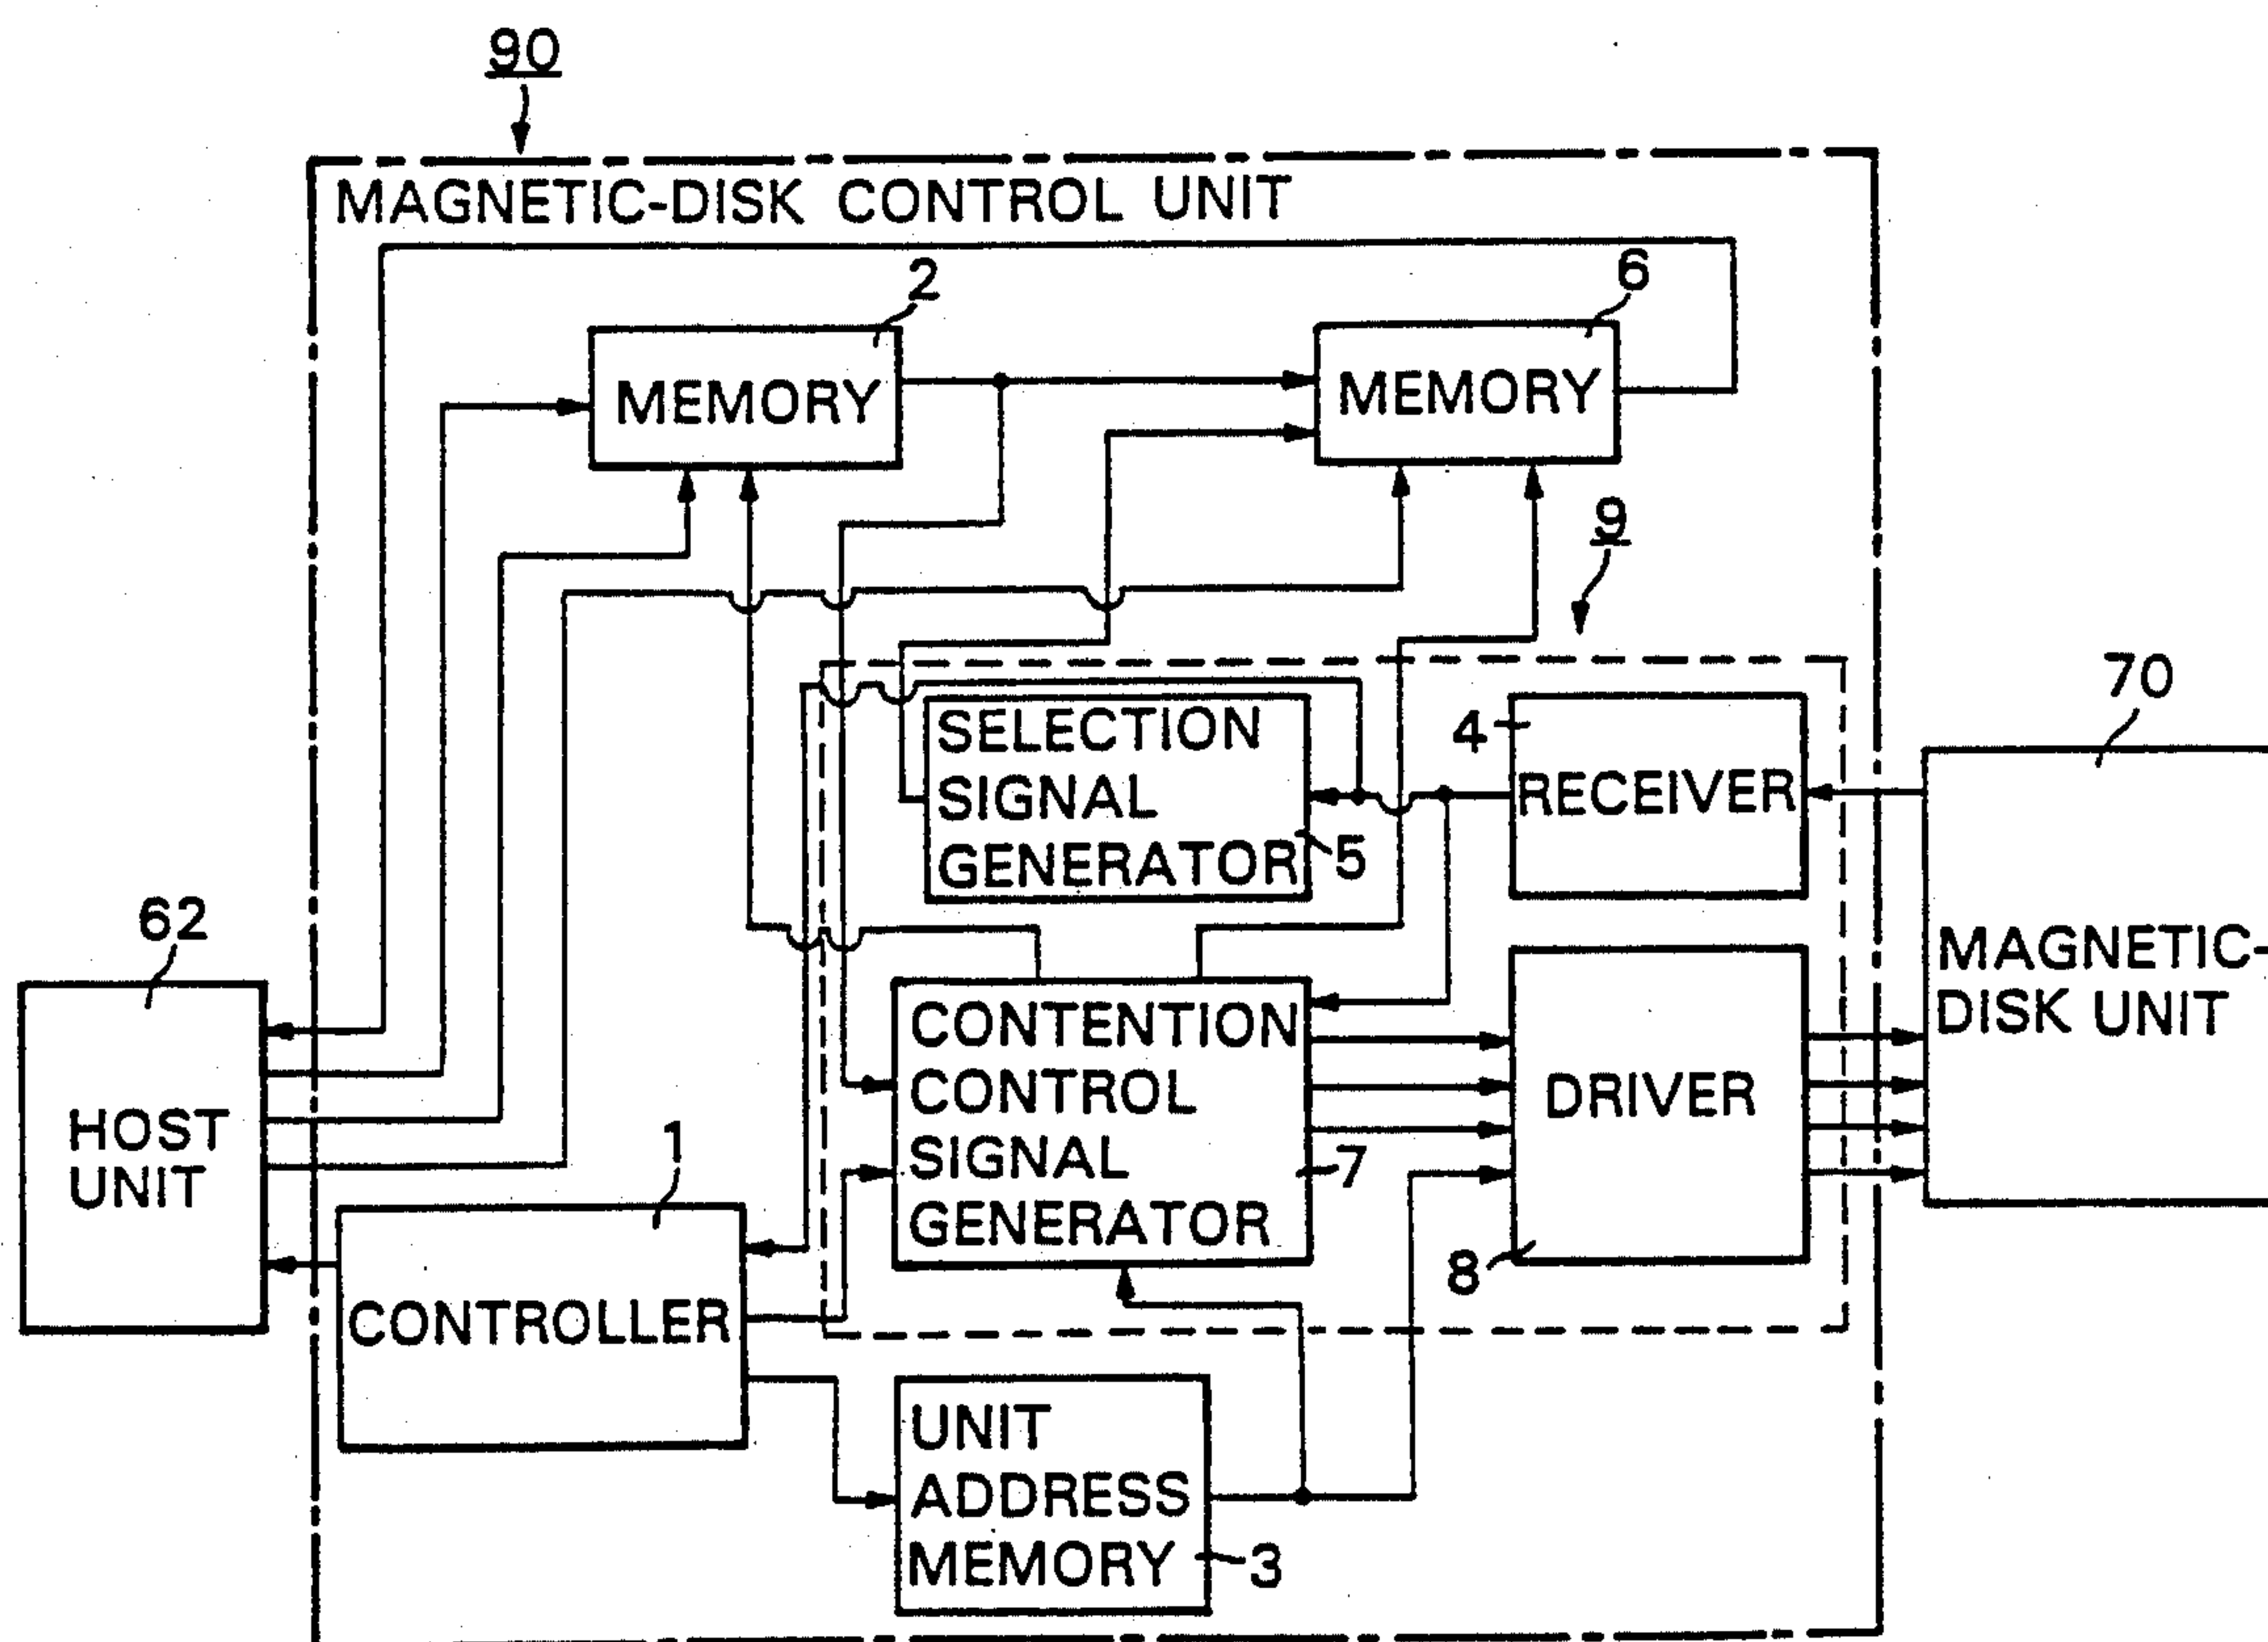 90
MAGNETIC-DISK CONTROL UNIT
2
6
MEMORY
MEMORY
9
70
SELECTION
SIGNAL
GENERATOR
5
4
RECEIVER
62
MAGNETIC-
DISK UNIT
HOST
UNIT
CONTENTION
CONTROL
SIGNAL
GENERATOR
7
DRIVER
8
1
CONTROLLER
UNIT
ADDRESS
MEMORY
3